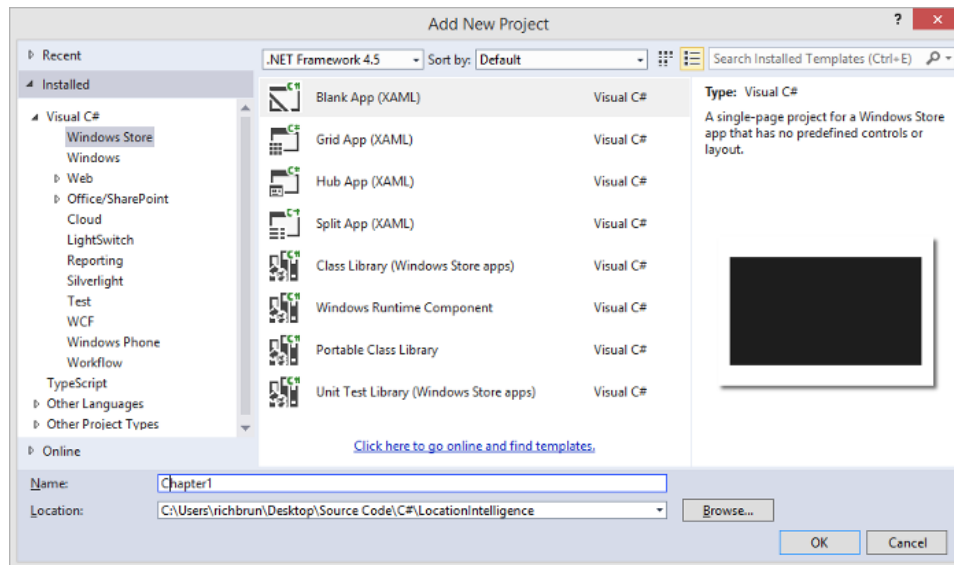 Add New Project
? ×
Recent
.NET Framework 4.5 Sort by: Default Search Installed Templates (Ctrl+E)
Installed
Visual C#
Windows Store
Windows
Web
Office/SharePoint
Cloud
LightSwitch
Reporting
Silverlight
Test
WCF
Windows Phone
Workflow
TypeScript
Other Languages
Other Project Types
Online
Blank App (XAML) Visual C#
Grid App (XAML) Visual C#
Hub App (XAML) Visual C#
Split App (XAML) Visual C#
Class Library (Windows Store apps) Visual C#
Windows Runtime Component Visual C#
Portable Class Library Visual C#
Unit Test Library (Windows Store apps) Visual C#
Click here to go online and find templates.
Type: Visual C#
A single-page project for a Windows Store
app that has no predefined controls or
layout.
Name: Chapter1
Location: C:\Users\richbrun\Desktop\Source Code\C#\LocationIntelligence Browse...
OK Cancel